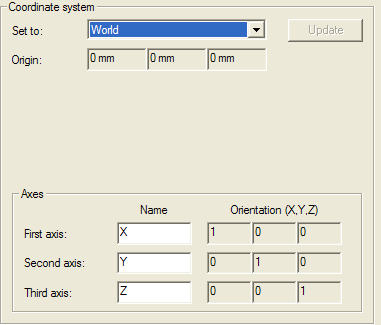 Coordinate system
Set to: World Update
Origin: 0 mm 0 mm 0 mm
Axes
Name Orientation (X,Y,Z)
First axis: X 1 0 0
Second axis: Y 0 1 0
Third axis: Z 0 0 1